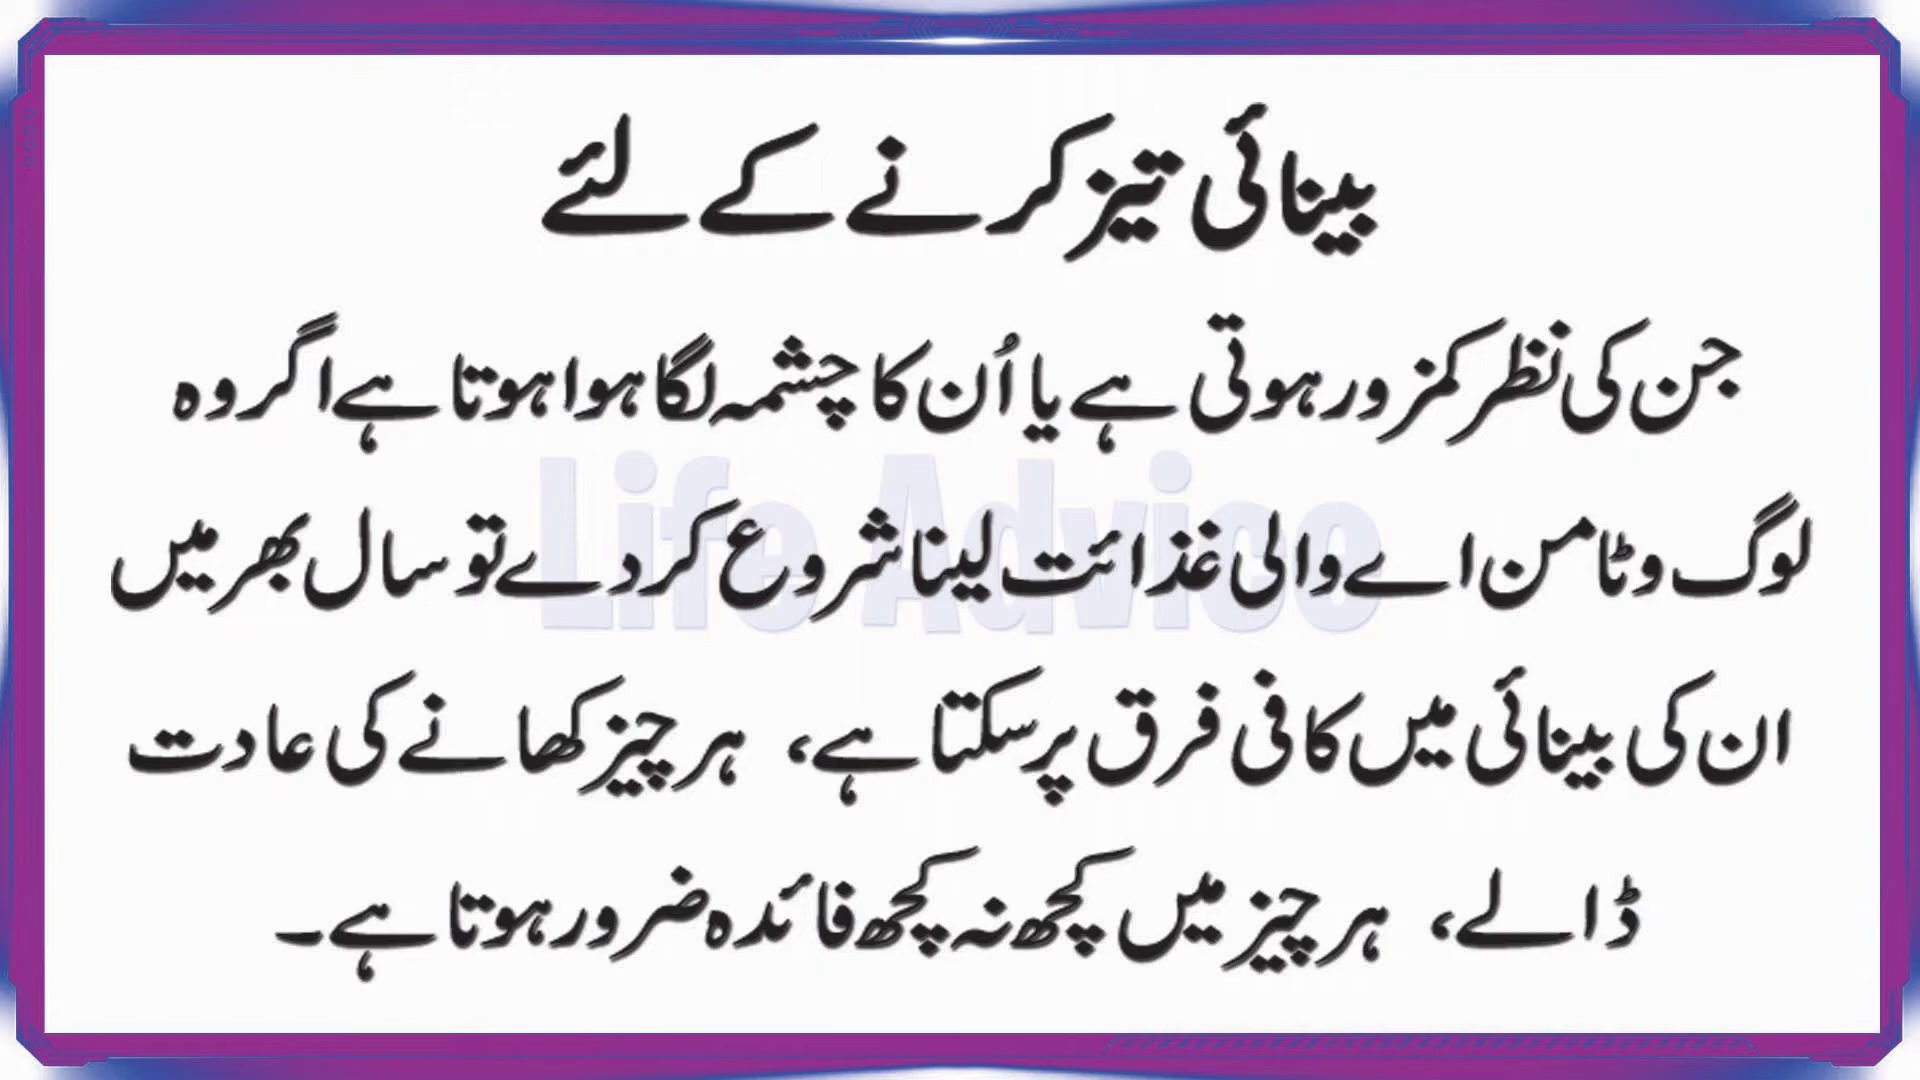 بینائی تیز کرنے کے لئے
جن کی نظر کمزور ہوتی ہے یا اُن کا چشمہ لگا ہوا ہوتا ہے اگر وہ
لوگ وٹامن اے والی غذائت لینا شروع کر دے تو سال بھر میں
ان کی بینائی میں کافی فرق پر سکتا ہے، ہر چیز کھانے کی عادت
ڈالے، ہر چیز میں کچھ نہ کچھ فائدہ ضرور ہوتا ہے۔
Life Advice